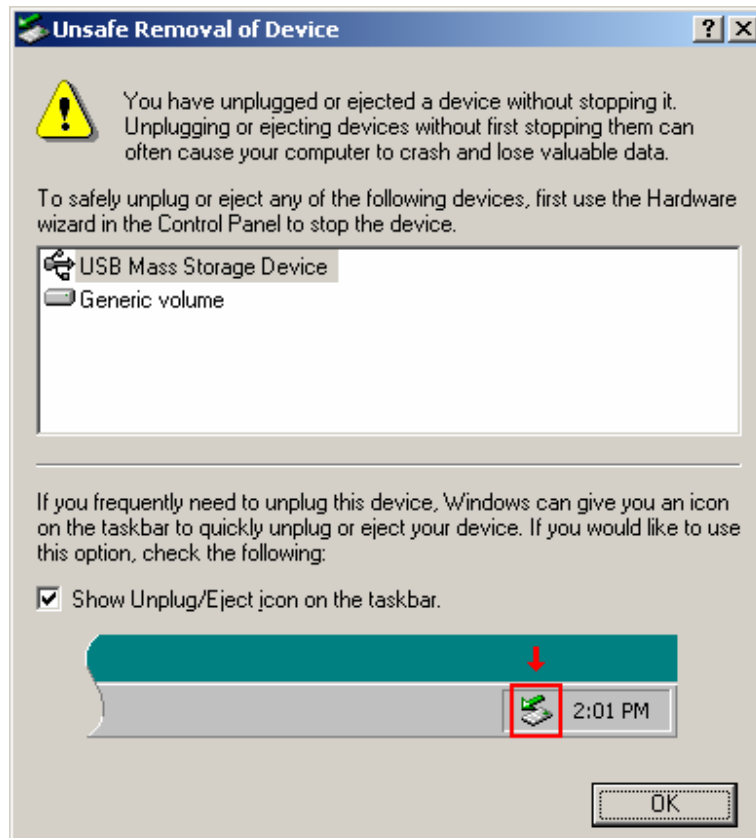 Unsafe Removal of Device
You have unplugged or ejected a device without stopping it.
Unplugging or ejecting devices without first stopping them can
often cause your computer to crash and lose valuable data.
To safely unplug or eject any of the following devices, first use the Hardware
wizard in the Control Panel to stop the device.
USB Mass Storage Device
Generic volume
If you frequently need to unplug this device, Windows can give you an icon
on the taskbar to quickly unplug or eject your device. If you would like to use
this option, check the following:
Show Unplug/Eject icon on the taskbar.
2:01 PM
OK